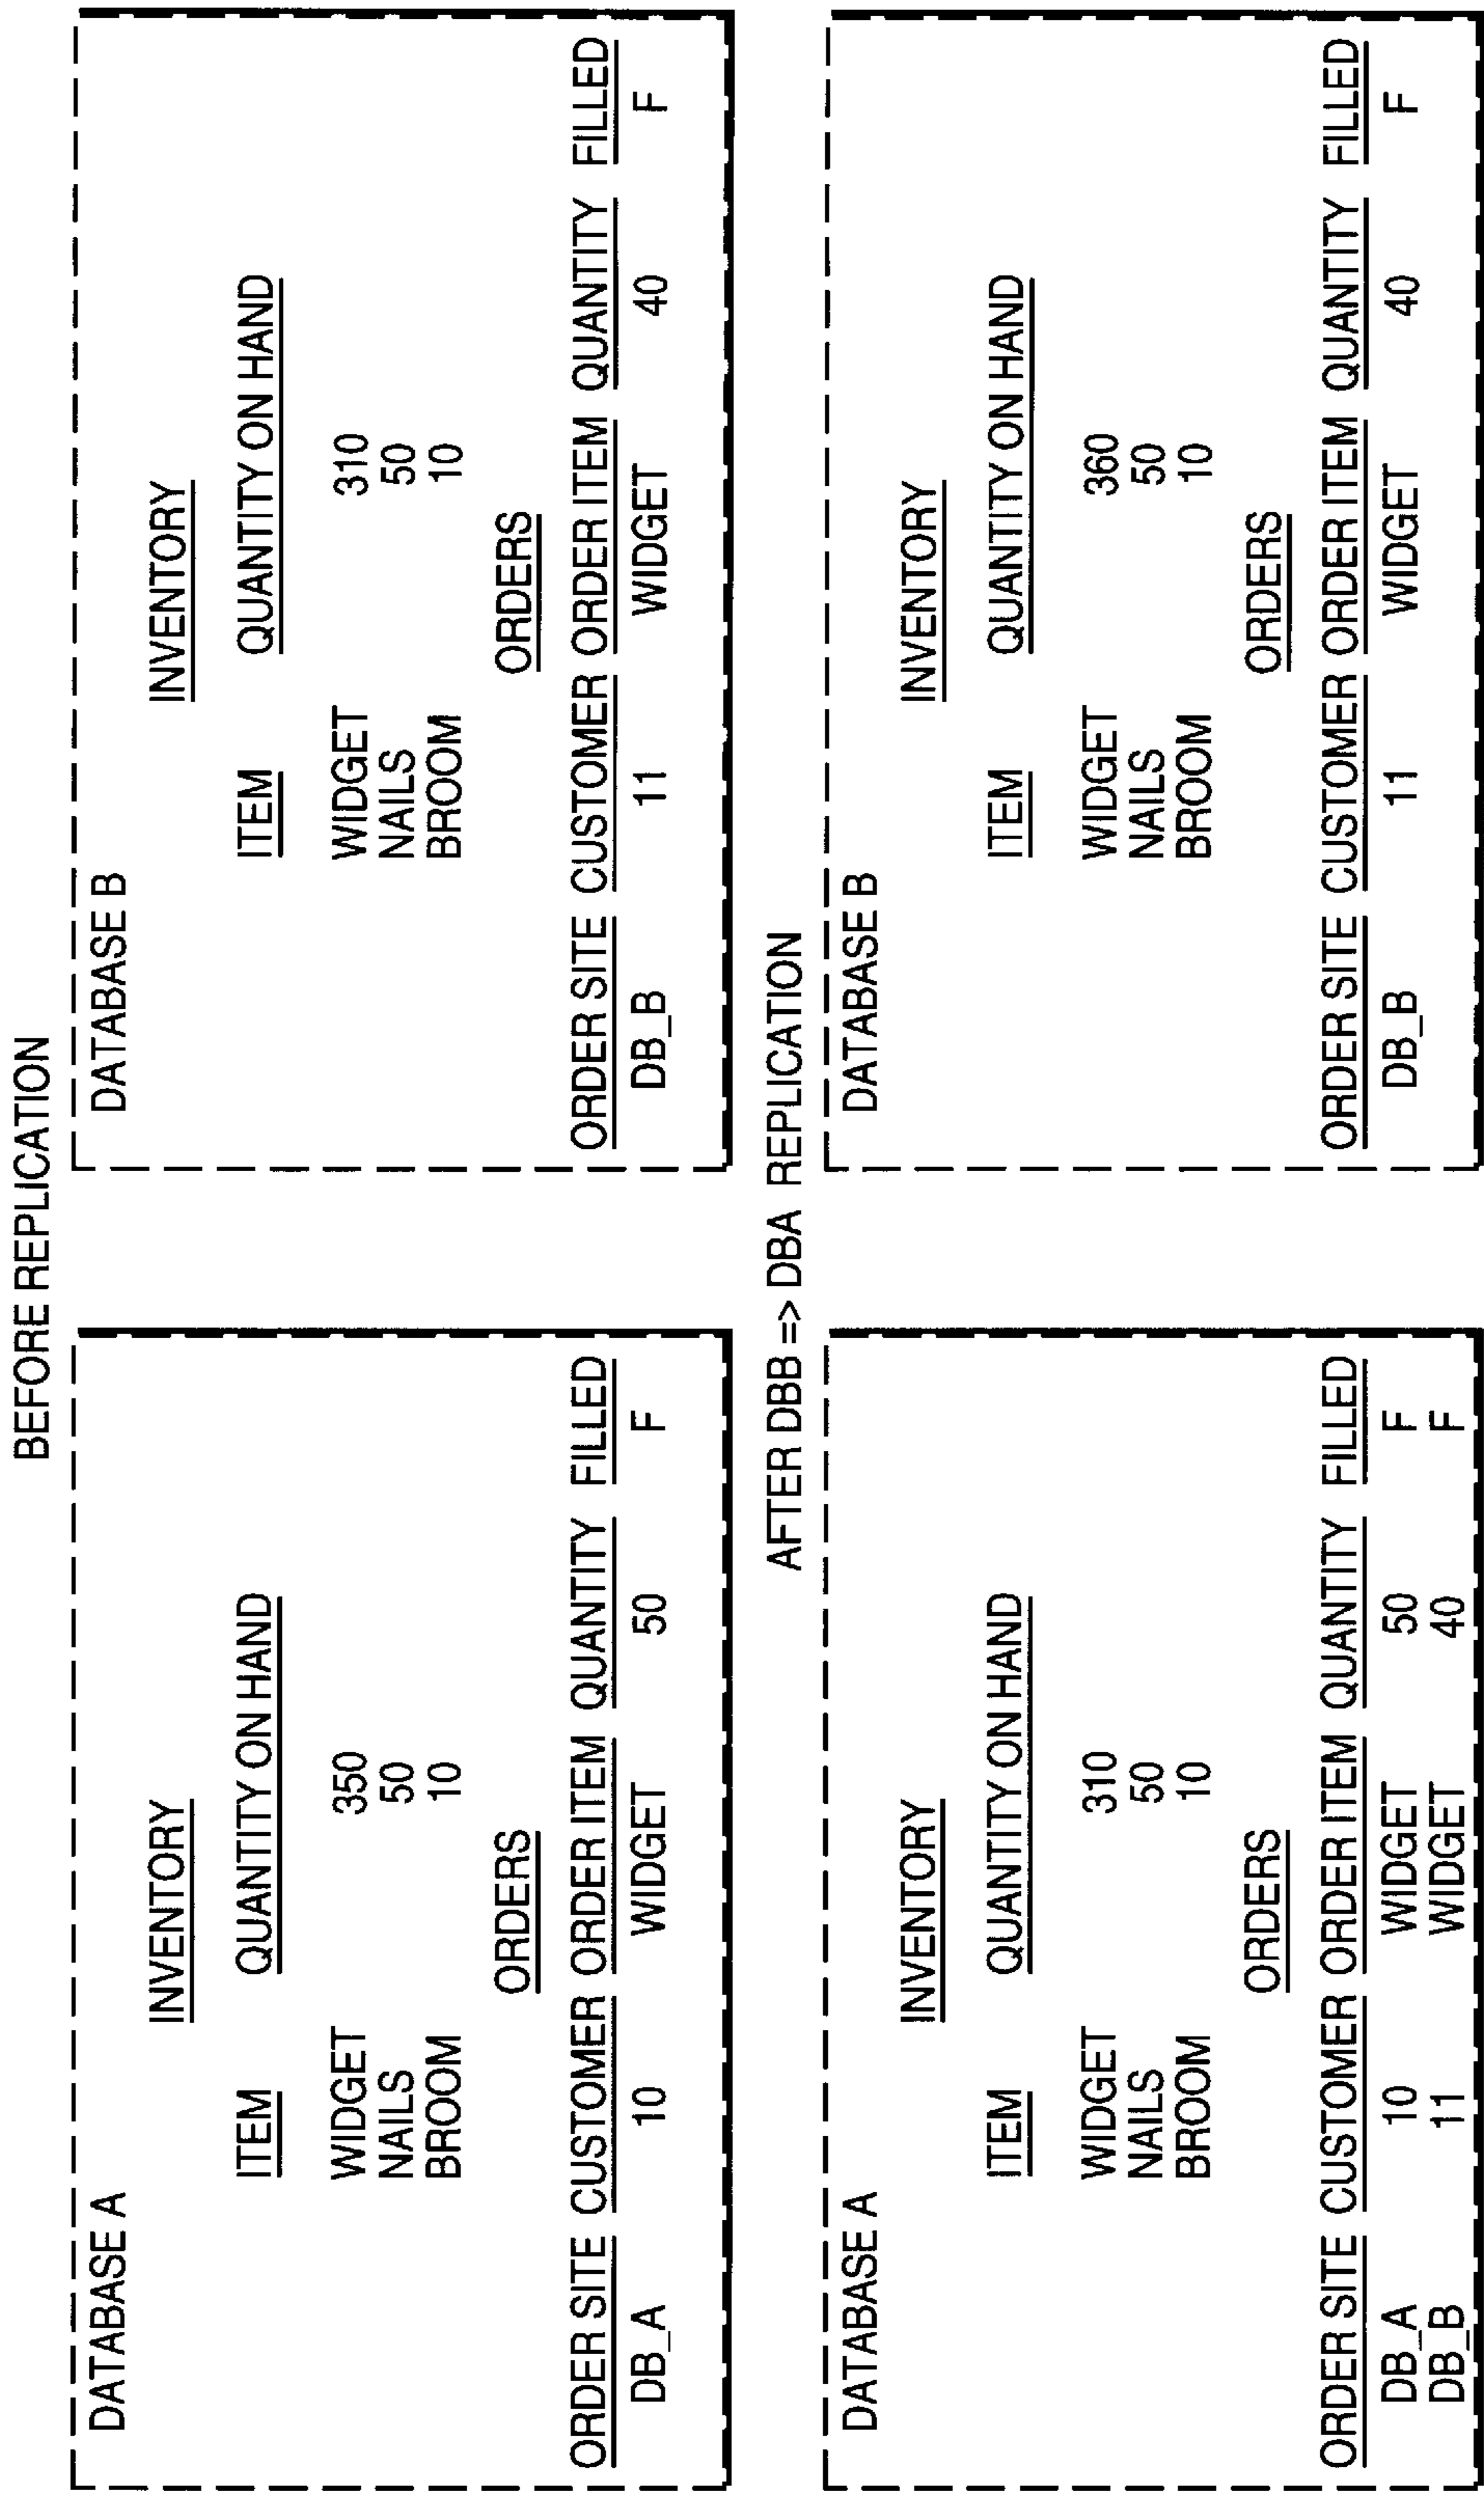 BEFORE REPLICATION
DATABASE A
INVENTORY
ITEM QUANTITY ON HAND
WIDGET 350
NAILS 50
BROOM 10
ORDERS
ORDER SITE CUSTOMER ORDER ITEM QUANTITY FILLED
DB_A 10 WIDGET 50 F
DATABASE B
INVENTORY
ITEM QUANTITY ON HAND
WIDGET 310
NAILS 50
BROOM 10
ORDERS
ORDER SITE CUSTOMER ORDER ITEM QUANTITY FILLED
DB_B 11 WIDGET 40 F
AFTER DBB => DBA REPLICATION
DATABASE A
INVENTORY
ITEM QUANTITY ON HAND
WIDGET 310
NAILS 50
BROOM 10
ORDERS
ORDER SITE CUSTOMER ORDER ITEM QUANTITY FILLED
DB_A 10 WIDGET 50 F
DB_B 11 WIDGET 40 F
DATABASE B
INVENTORY
ITEM QUANTITY ON HAND
WIDGET 360
NAILS 50
BROOM 10
ORDERS
ORDER SITE CUSTOMER ORDER ITEM QUANTITY FILLED
DB_B 11 WIDGET 40 F